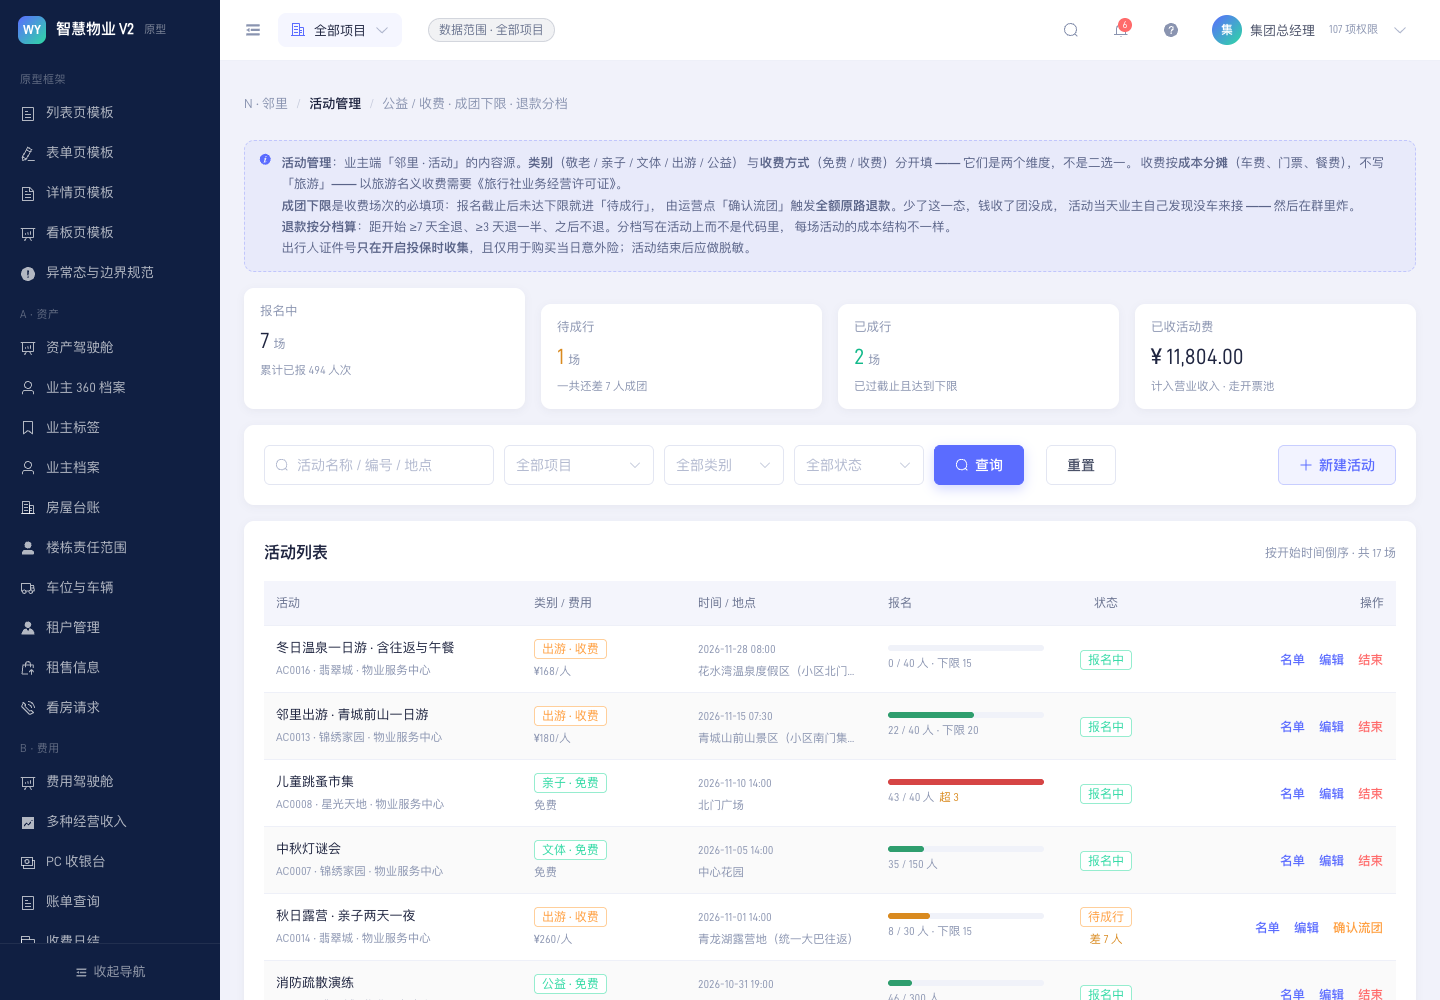 WY 智慧物业 V2 原型
原型框架
列表页模板
表单页模板
详情页模板
看板页模板
异常态与边界规范
A · 资产
资产驾驶舱
业主 360 档案
业主标签
业主档案
房屋台账
楼栋责任范围
车位与车辆
租户管理
租售信息
看房请求
B · 费用
费用驾驶舱
多种经营收入
PC 收银台
账单查询
收费日结
收起导航
全部项目
数据范围 · 全部项目
6
集 集团总经理 107 项权限
N · 邻里 / 活动管理 / 公益 / 收费 · 成团下限 · 退款分档
活动管理：业主端「邻里 · 活动」的内容源。类别（敬老 / 亲子 / 文体 / 出游 / 公益） 与收费方式（免费 / 收费）分开填 —— 它们是两个维度，不是二选一。 收费按成本分摊（车费、门票、餐费），不写
「旅游」—— 以旅游名义收费需要《旅行社业务经营许可证》。
成团下限是收费场次的必填项：报名截止后未达下限就进「待成行」， 由运营点「确认流团」触发全额原路退款。少了这一态，钱收了团没成， 活动当天业主自己发现没车来接 —— 然后在群里炸。
退款按分档算：距开始 ≥7 天全退、≥3 天退一半、之后不退。分档写在活动上而不是代码里， 每场活动的成本结构不一样。
出行人证件号只在开启投保时收集，且仅用于购买当日意外险；活动结束后应做脱敏。
报名中
7 场
累计已报 494 人次
待成行
1 场
一共还差 7 人成团
已成行
2 场
已过截止且达到下限
已收活动费
¥ 11,804.00
计入营业收入 · 走开票池
活动名称 / 编号 / 地点
全部项目
全部类别
全部状态
查询
重置
新建活动
活动列表
按开始时间倒序 · 共 17 场
活动 类别 / 费用 时间 / 地点 报名 状态 操作
冬日温泉一日游 · 含往返与午餐 出游 · 收费 2026-11-28 08:00 报名中 名单 编辑 结束
AC0016 · 翡翠城 · 物业服务中心 ¥168/人 花水湾温泉度假区（小区北门... 0 / 40 人 · 下限 15
邻里出游 · 青城前山一日游 出游 · 收费 2026-11-15 07:30 报名中 名单 编辑 结束
AC0013 · 锦绣家园 · 物业服务中心 ¥180/人 青城山前山景区（小区南门集... 22 / 40 人 · 下限 20
儿童跳蚤市集 亲子 · 免费 2026-11-10 14:00 报名中 名单 编辑 结束
AC0008 · 星光天地 · 物业服务中心 免费 北门广场 43 / 40 人 超 3
中秋灯谜会 文体 · 免费 2026-11-05 14:00 报名中 名单 编辑 结束
AC0007 · 锦绣家园 · 物业服务中心 免费 中心花园 35 / 150 人
秋日露营 · 亲子两天一夜 出游 · 收费 2026-11-01 14:00 待成行 名单 编辑 确认流团
AC0014 · 翡翠城 · 物业服务中心 ¥260/人 青龙湖露营地（统一大巴往返） 8 / 30 人 · 下限 15 差 7 人
消防疏散演练 公益 · 免费 2026-10-31 19:00 报名中 名单 编辑 结束
46 / 300 人